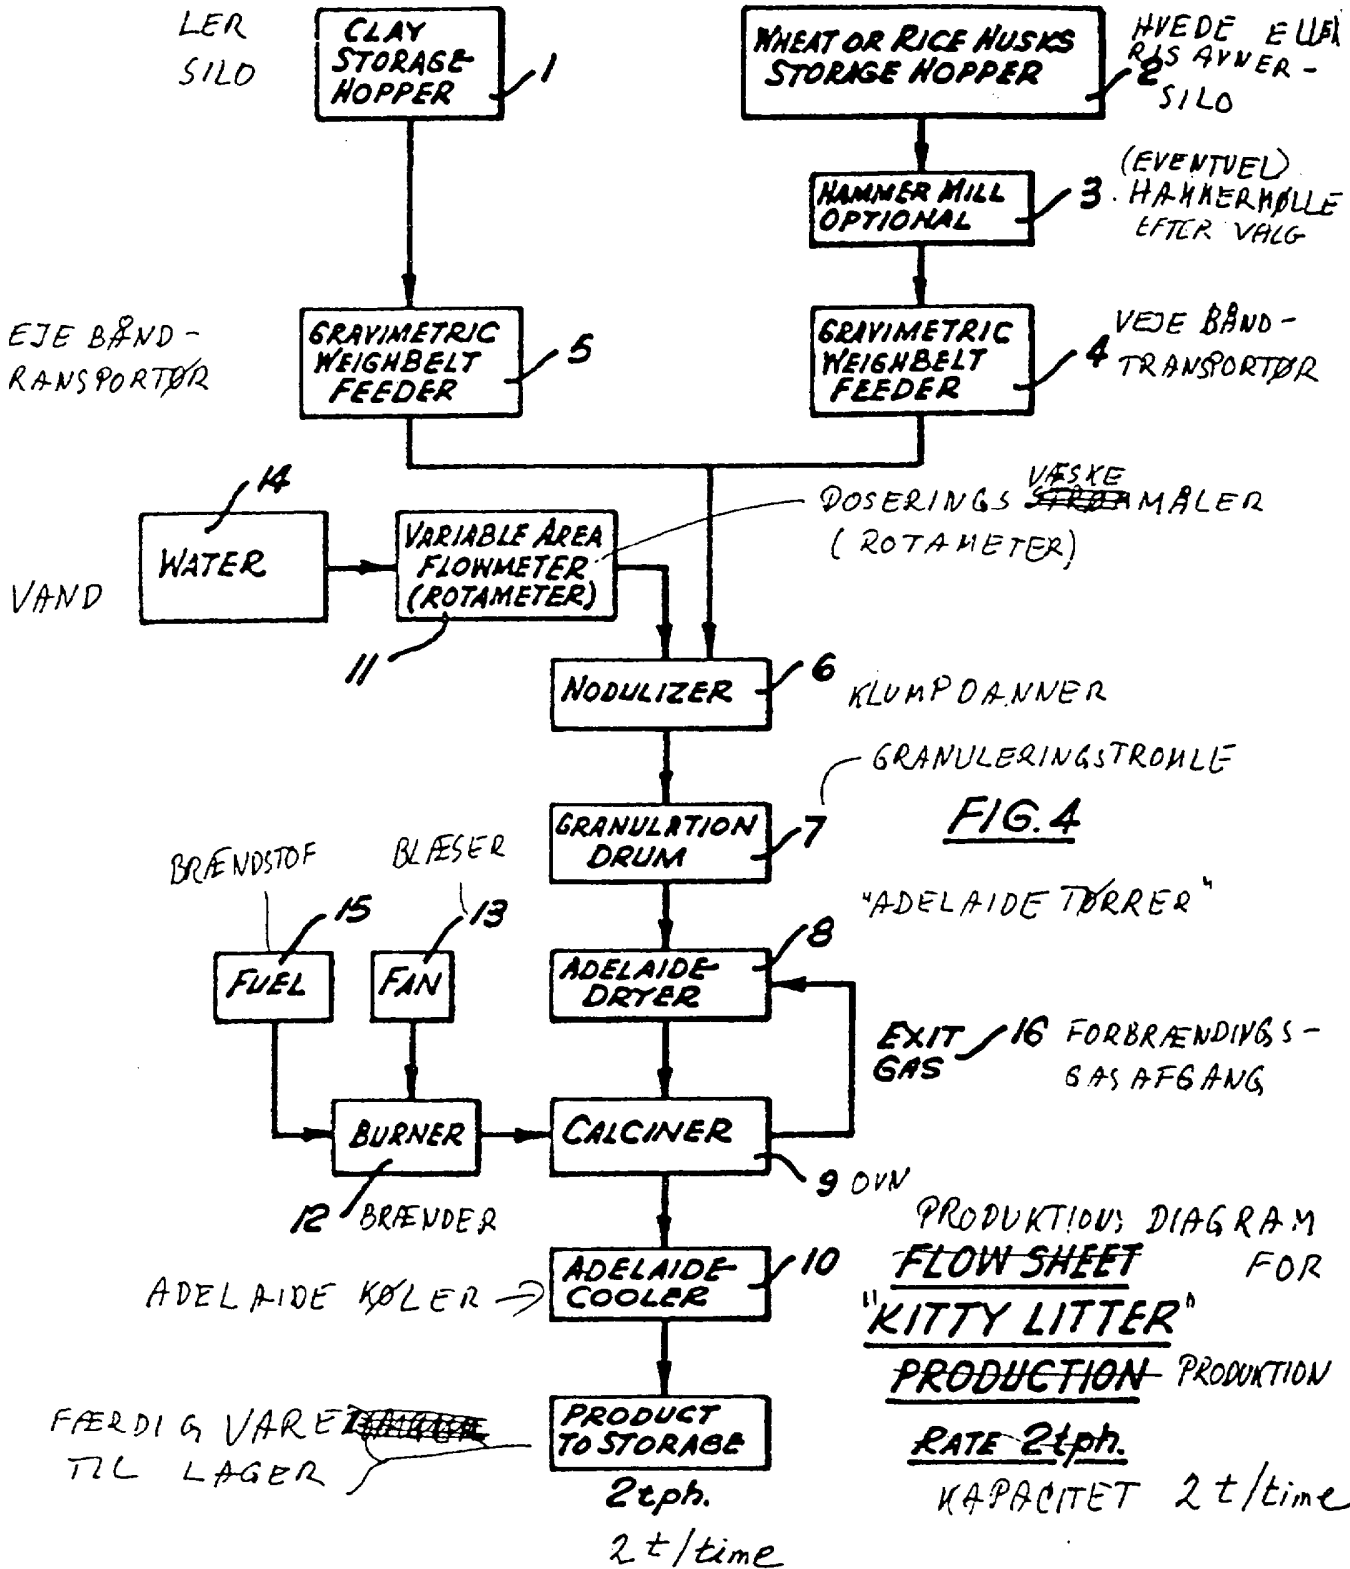 LER
SILO
CLAY
STORAGE
HOPPER
1
WHEAT OR RICE HUSKS
STORAGE HOPPER
2
HVEDE ELLER
RIS AVNER-
SILO
HAMMER MILL
OPTIONAL
3
(EVENTUEL)
HAMMERMØLLE
EFTER VALG
EJE BÅND-
RANSPORTØR
GRAVIMETRIC
WEIGHBELT
FEEDER
5
GRAVIMETRIC
WEIGHBELT
FEEDER
4
VEJE BÅND-
TRANSPORTØR
14
WATER
VAND
VARIABLE AREA
FLOWMETER
(ROTAMETER)
11
VÆSKE
DOSERINGS STRØM MÅLER
(ROTAMETER)
NODULIZER
6
KLUMPDANNER
GRANULERINGSTROMLE
GRANULATION
DRUM
7
FIG. 4
BRÆNDSTOF
BLÆSER
15
13
FUEL
FAN
"ADELAIDE TØRRER"
8
ADELAIDE
DRYER
EXIT
GAS
16
FORBRÆNDINGS-
GAS AFGANG
BURNER
12
BRÆNDER
CALCINER
9 OVN
ADELAIDE KØLER
ADELAIDE
COOLER
10
PRODUKTIONS DIAGRAM
FLOW SHEET FOR
"KITTY LITTER"
PRODUCTION PRODUKTION
RATE 2tph.
KAPACITET 2 t/time
FÆRDIG VARE
TIL LAGER
PRODUCT
TO STORAGE
2tph.
2 t/time